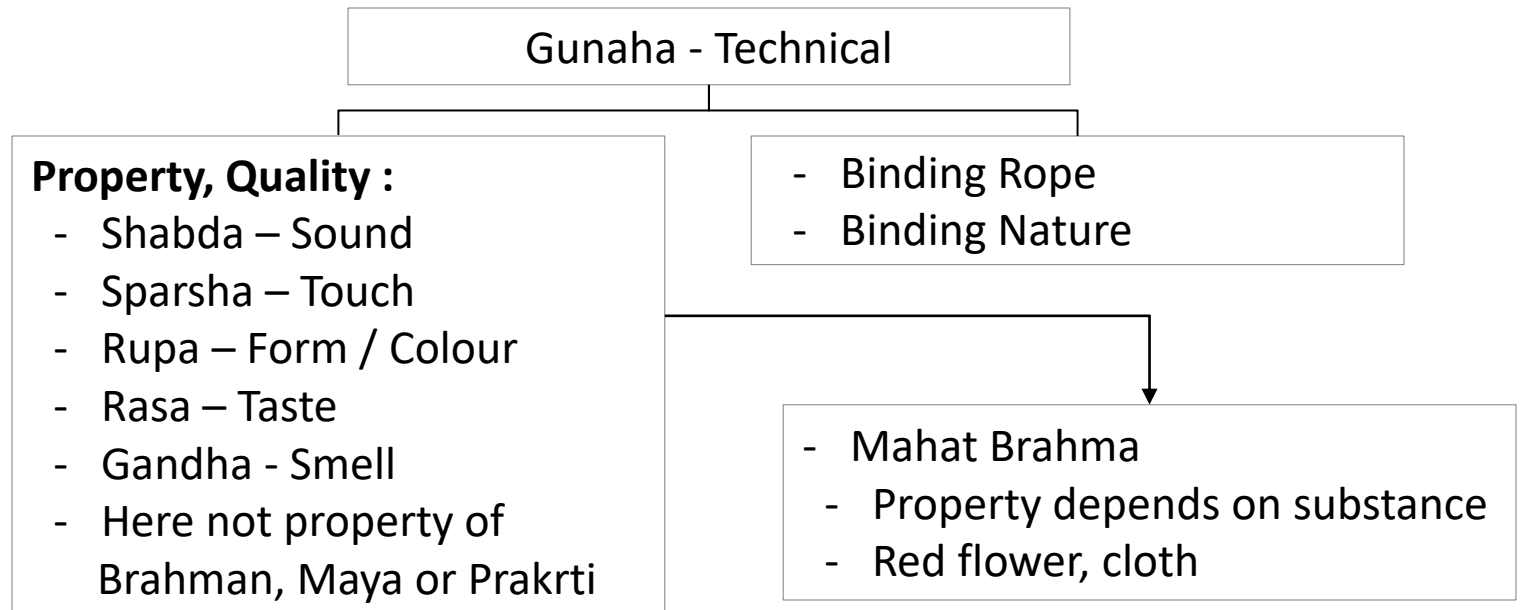 Gunaha - Technical
Property, Quality :
- Shabda – Sound
- Sparsha – Touch
- Rupa – Form / Colour
- Rasa – Taste
- Gandha - Smell
- Here not property of
Brahman, Maya or Prakrti
- Binding Rope
- Binding Nature
- Mahat Brahma
- Property depends on substance
- Red flower, cloth